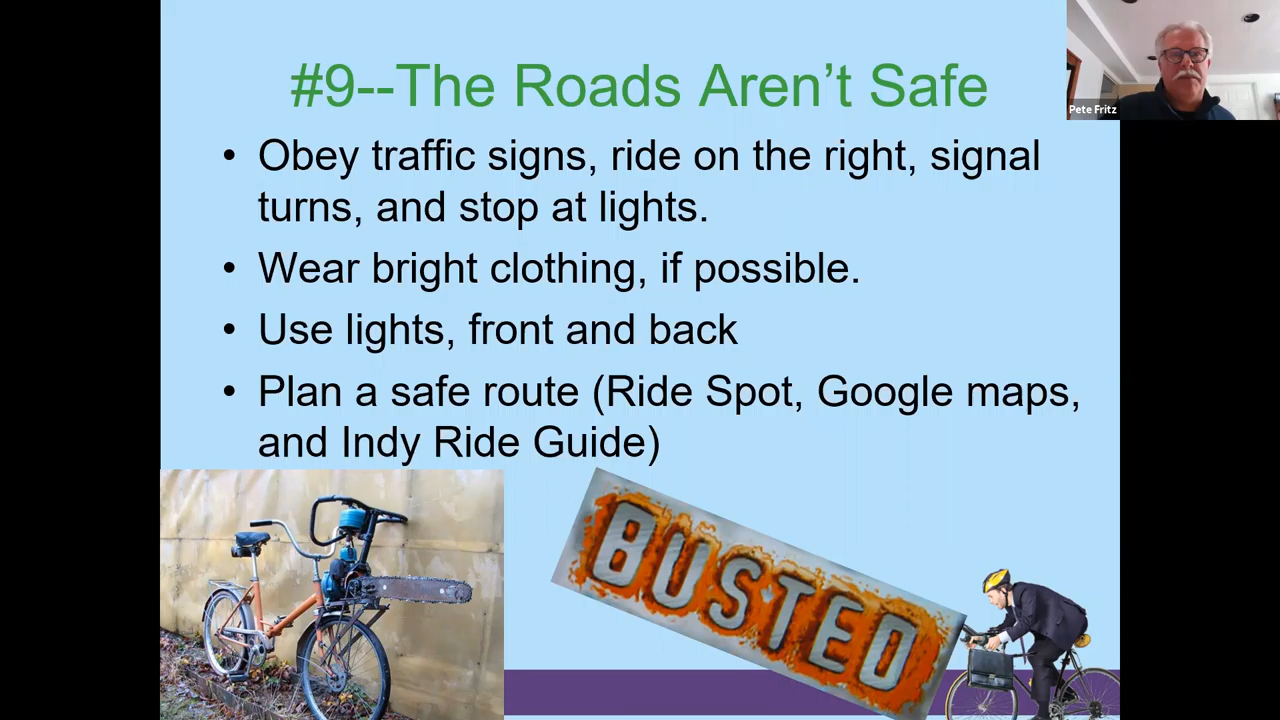 #9--The Roads Aren’t Safe
Pete Fritz
• Obey traffic signs, ride on the right, signal
turns, and stop at lights.
• Wear bright clothing, if possible.
• Use lights, front and back
• Plan a safe route (Ride Spot, Google maps,
and Indy Ride Guide)
BUSTED